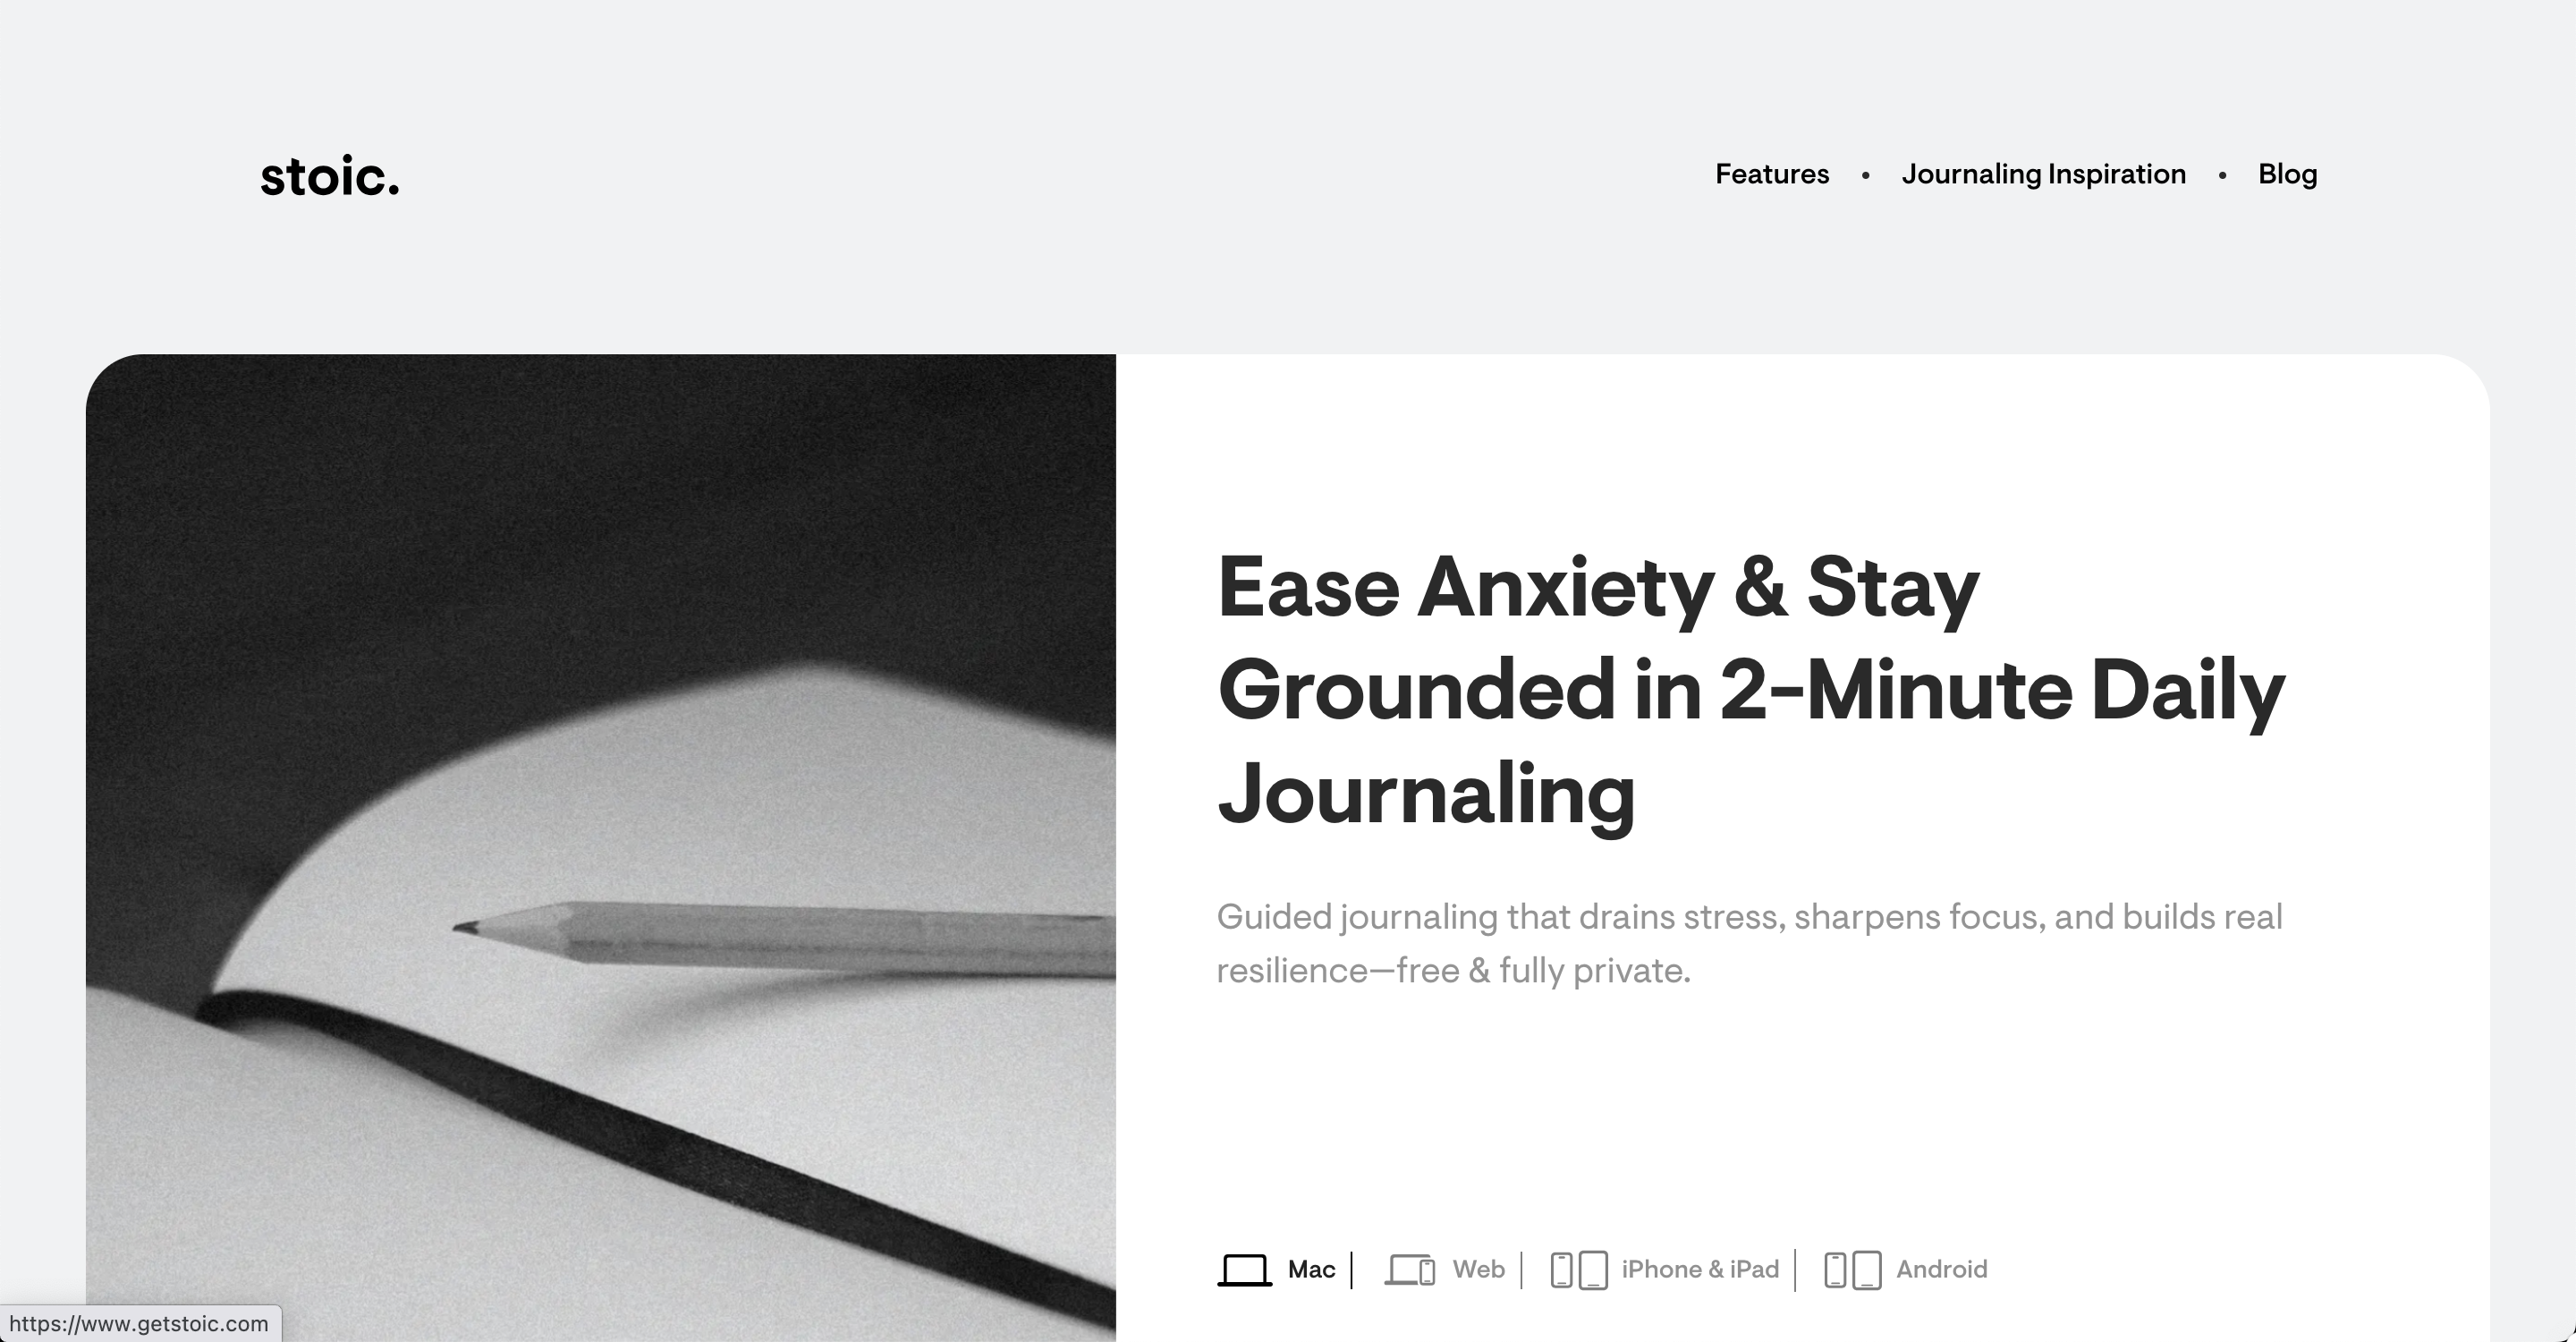 stoic.
Features • Journaling Inspiration • Blog
Ease Anxiety & Stay
Grounded in 2-Minute Daily
Journaling
Guided journaling that drains stress, sharpens focus, and builds real
resilience—free & fully private.
Mac | Web | iPhone & iPad | Android
https://www.getstoic.com